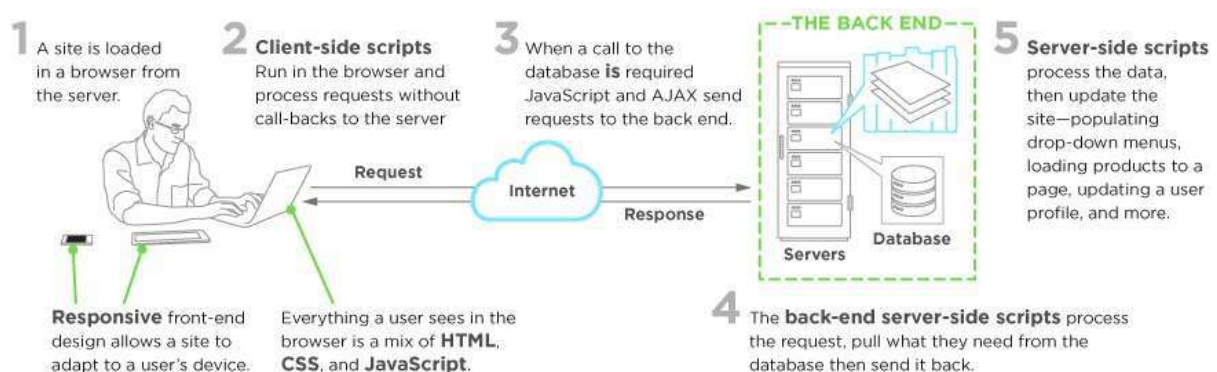 1
A site is loaded
in a browser from
the server.
2
Client-side scripts
Run in the browser and
process requests without
call-backs to the server
3
When a call to the
database is required
JavaScript and AJAX send
requests to the back end.
THE BACK END
5
Server-side scripts
process the data,
then update the
site—populating
drop-down menus,
loading products to a
page, updating a user
profile, and more.
Request
Internet
Response
Servers
Database
Responsive front-end
design allows a site to
adapt to a user's device.
Everything a user sees in the
browser is a mix of HTML,
CSS, and JavaScript.
4
The back-end server-side scripts process
the request, pull what they need from the
database then send it back.